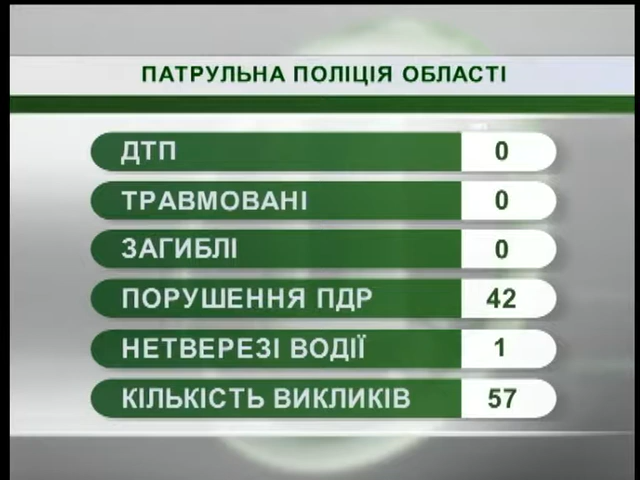 ПАТРУЛЬНА ПОЛІЦІЯ ОБЛАСТІ
ДТП 0
ТРАВМОВАНІ 0
ЗАГИБЛІ 0
ПОРУШЕННЯ ПДР 42
НЕТВЕРЕЗІ ВОДІЇ 1
КІЛЬКІСТЬ ВИКЛИКІВ 57